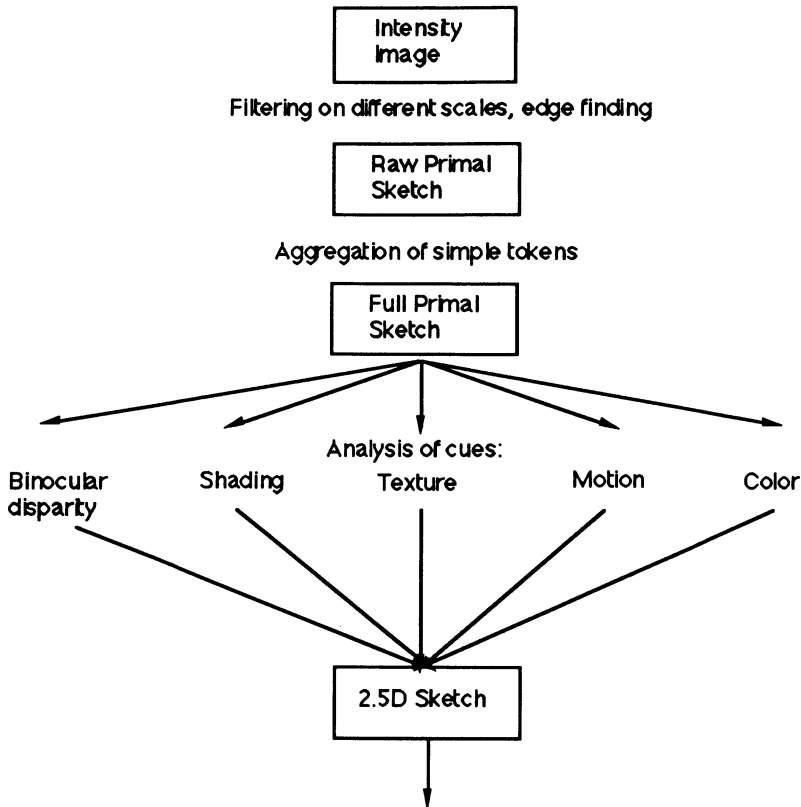 Intensity
Image
Filtering on different scales, edge finding
Raw Primal
Sketch
Aggregation of simple tokens
Full Primal
Sketch
Analysis of cues:
Binocular
disparity
Shading
Texture
Motion
Color
2.5D Sketch